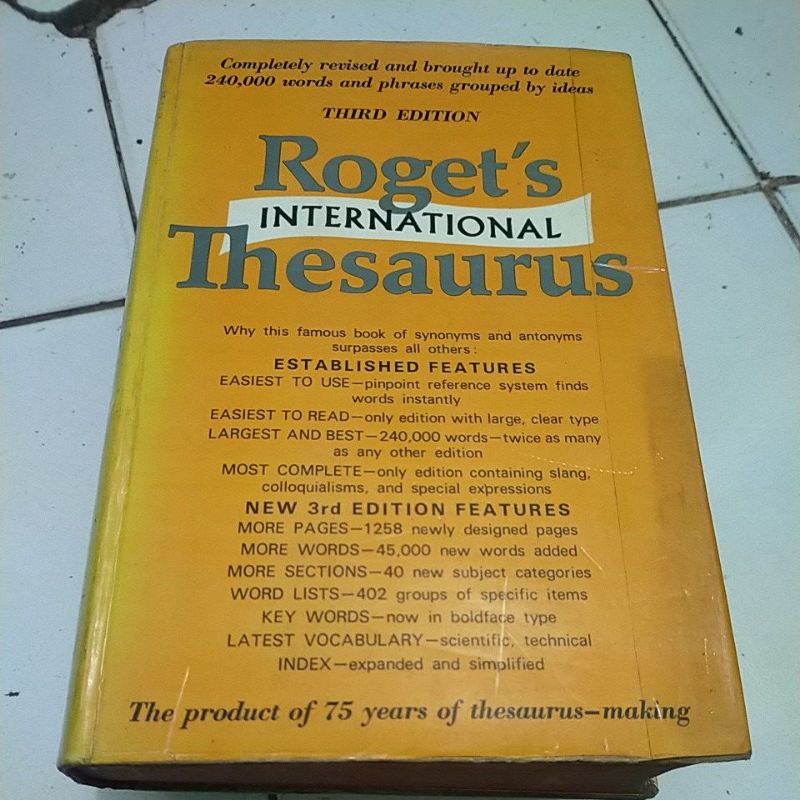 Completely revised and brought up to date
240,000 words and phrases grouped by ideas
THIRD EDITION
Roget's
INTERNATIONAL
Thesaurus
Why this famous book of synonyms and antonyms
surpasses all others:
ESTABLISHED FEATURES
EASIEST TO USE—pinpoint reference system finds
words instantly
EASIEST TO READ—only edition with large, clear type
LARGEST AND BEST—240,000 words—twice as many
as any other edition
MOST COMPLETE—only edition containing slang,
colloquialisms, and special expressions
NEW 3rd EDITION FEATURES
MORE PAGES—1258 newly designed pages
MORE WORDS—45,000 new words added
MORE SECTIONS—40 new subject categories
WORD LISTS—402 groups of specific items
KEY WORDS—now in boldface type
LATEST VOCABULARY—scientific, technical
INDEX—expanded and simplified
The product of 75 years of thesaurus—making